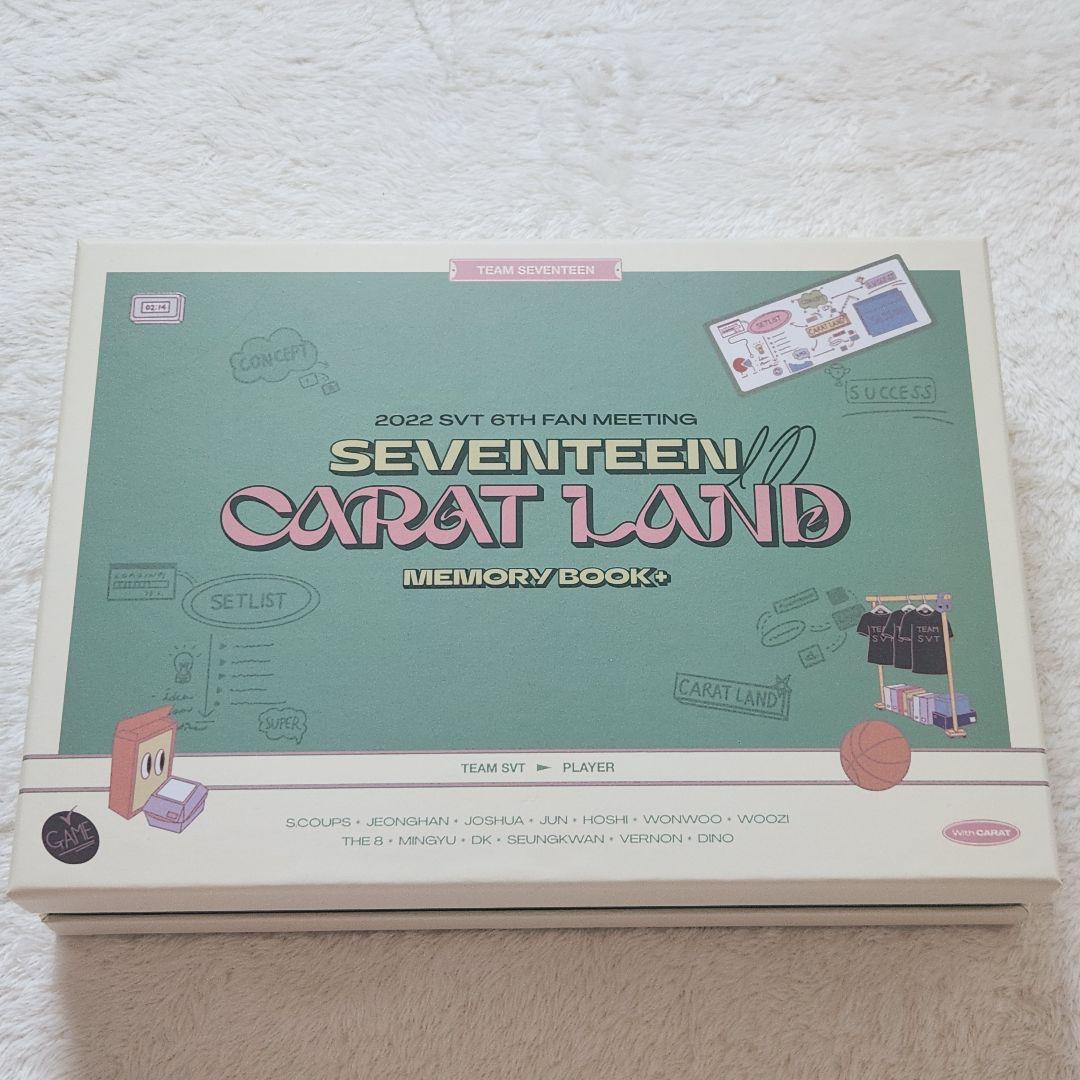 TEAM SEVENTEEN
02:14
CONCEPT
SETLIST
CARAT LAND
SUCCESS
2022 SVT 6TH FAN MEETING
SEVENTEEN
CARAT LAND
MEMORY BOOK+
LOADING
SETLIST
idea
SUPER
CARAT LAND
TEAM SVT
TEAM SVT ► PLAYER
GAME
S.COUPS • JEONGHAN • JOSHUA • JUN • HOSHI • WONWOO • WOOZI
THE 8 • MINGYU • DK • SEUNGKWAN • VERNON • DINO
With CARAT